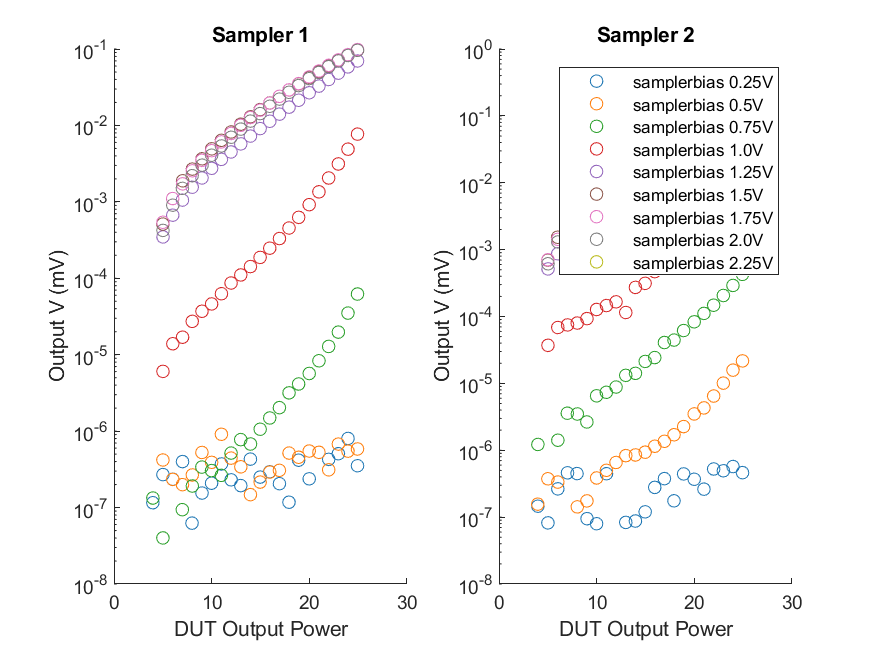 Sampler 1
Output V (mV)
10^-1
10^-2
10^-3
10^-4
10^-5
10^-6
10^-7
10^-8
0
10
20
30
DUT Output Power
Sampler 2
Output V (mV)
10^0
10^-1
10^-2
10^-3
10^-4
10^-5
10^-6
10^-7
10^-8
samplerbias 0.25V
samplerbias 0.5V
samplerbias 0.75V
samplerbias 1.0V
samplerbias 1.25V
samplerbias 1.5V
samplerbias 1.75V
samplerbias 2.0V
samplerbias 2.25V
0
10
20
30
DUT Output Power